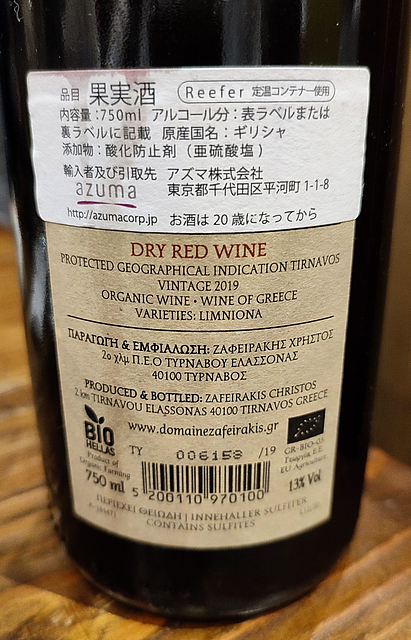 品目 果実酒 Reefer 定温コンテナー使用
内容量:750ml アルコール分:表ラベルまたは
裏ラベルに記載 原産国名:ギリシャ
添加物:酸化防止剤(亜硫酸塩)
輸入者及び引取先 アズマ株式会社
azuma 東京都千代田区平河町 1-1-8
http://azumacorp.jp お酒は 20 歳になってから
DRY RED WINE
PROTECTED GEOGRAPHICAL INDICATION TIRNAVOS
VINTAGE 2019
ORGANIC WINE • WINE OF GREECE
VARIETIES: LIMNIONA
ΠΑΡΑΓΩΓΗ & ΕΜΦΙΑΛΩΣΗ: ΖΑΦΕΙΡΑΚΗΣ ΧΡΗΣΤΟΣ
2ο χλμ Π.Ε.Ο ΤΥΡΝΑΒΟΥ ΕΛΑΣΣΟΝΑΣ
40100 ΤΥΡΝΑΒΟΣ
PRODUCED & BOTTLED: ZAFEIRAKIS CHRISTOS
2 km TIRNAVOU ELASSONAS 40100 TIRNAVOS GREECE
www.domainezafeirakis.gr
BIO
HELLAS
Product of
Organic Farming
TY 006158 /19
GR-BIO-03
Γεωργία Ε.Ε.
EU Agriculture
750 ml
5 200110 970100
13% Vol
ΠΕΡΙΕΧΕΙ ΘΕΙΩΔΗ | INNEHALLER SULFITER
CONTAINS SULFITES